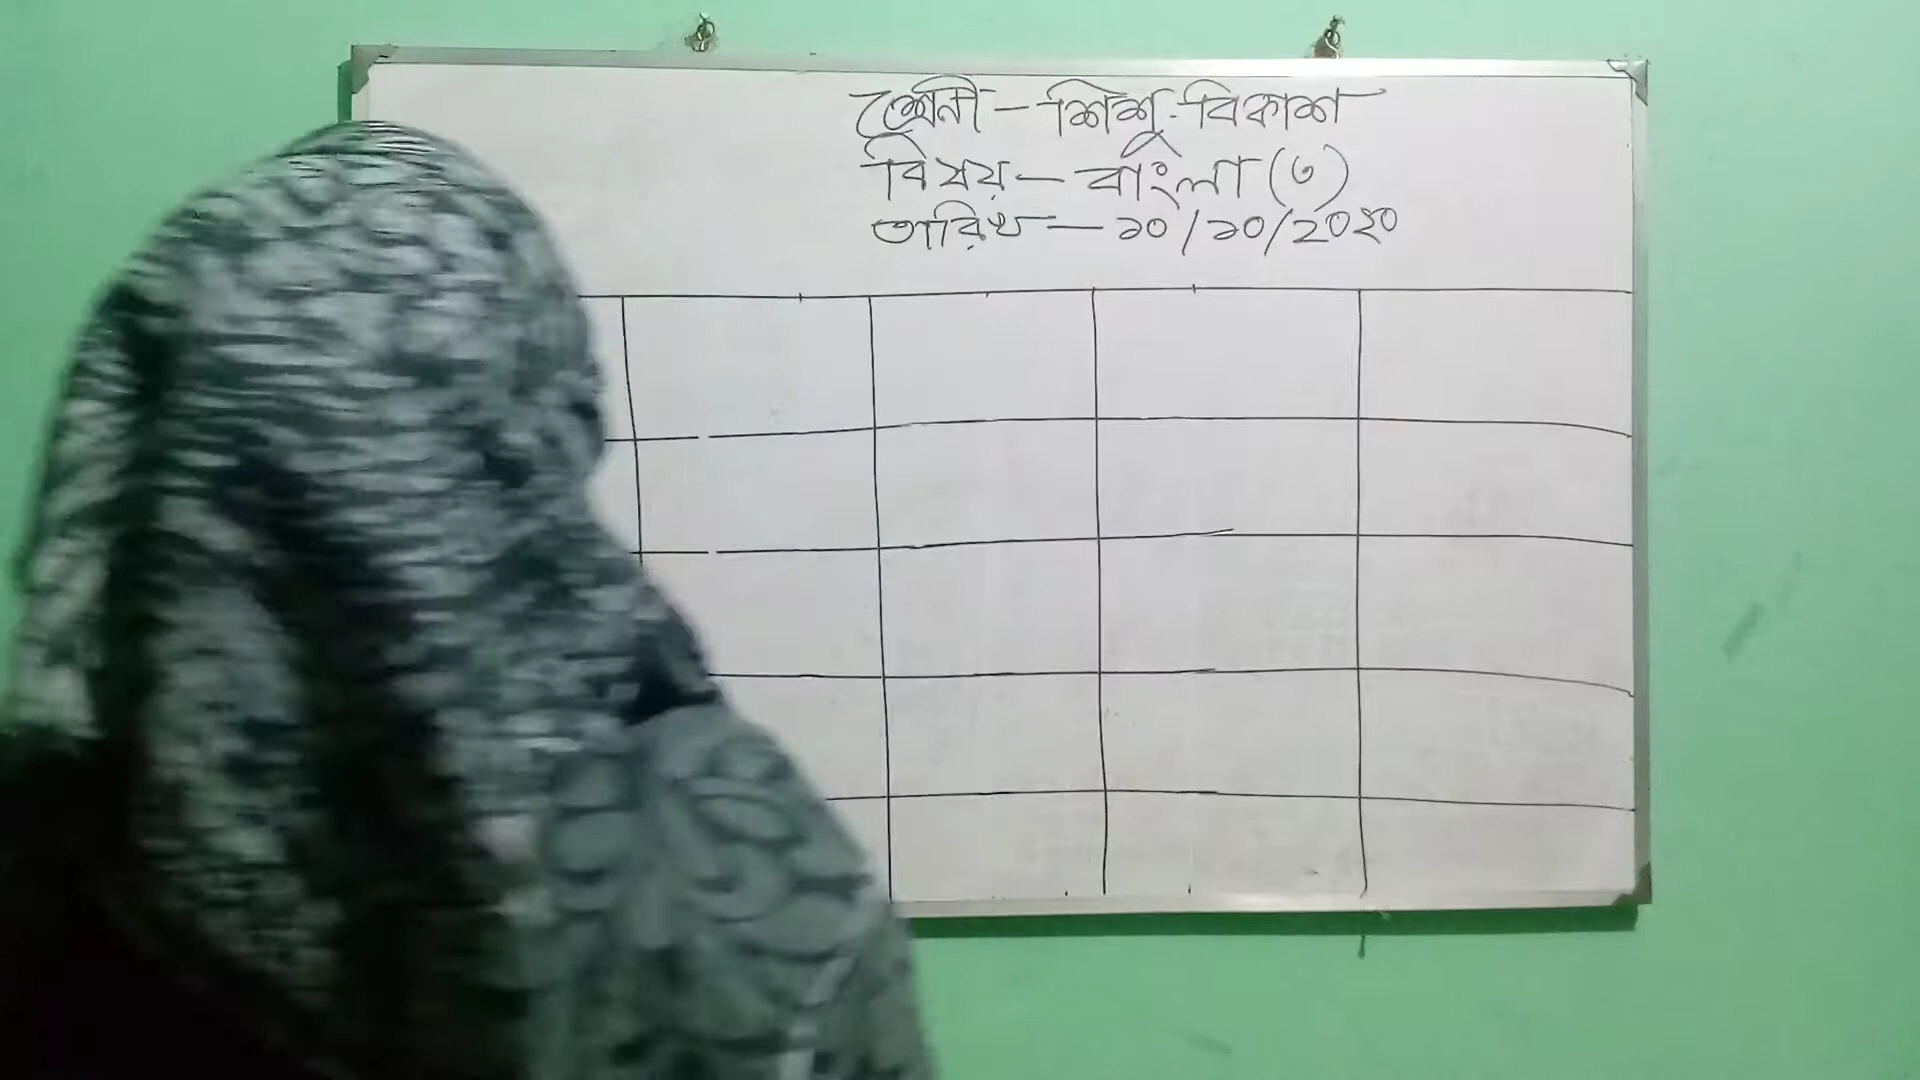 শ্রেনী - শিশু-বিকাশ
বিষয় - বাংলা (৩)
তারিখ - ১০/১০/২০২০